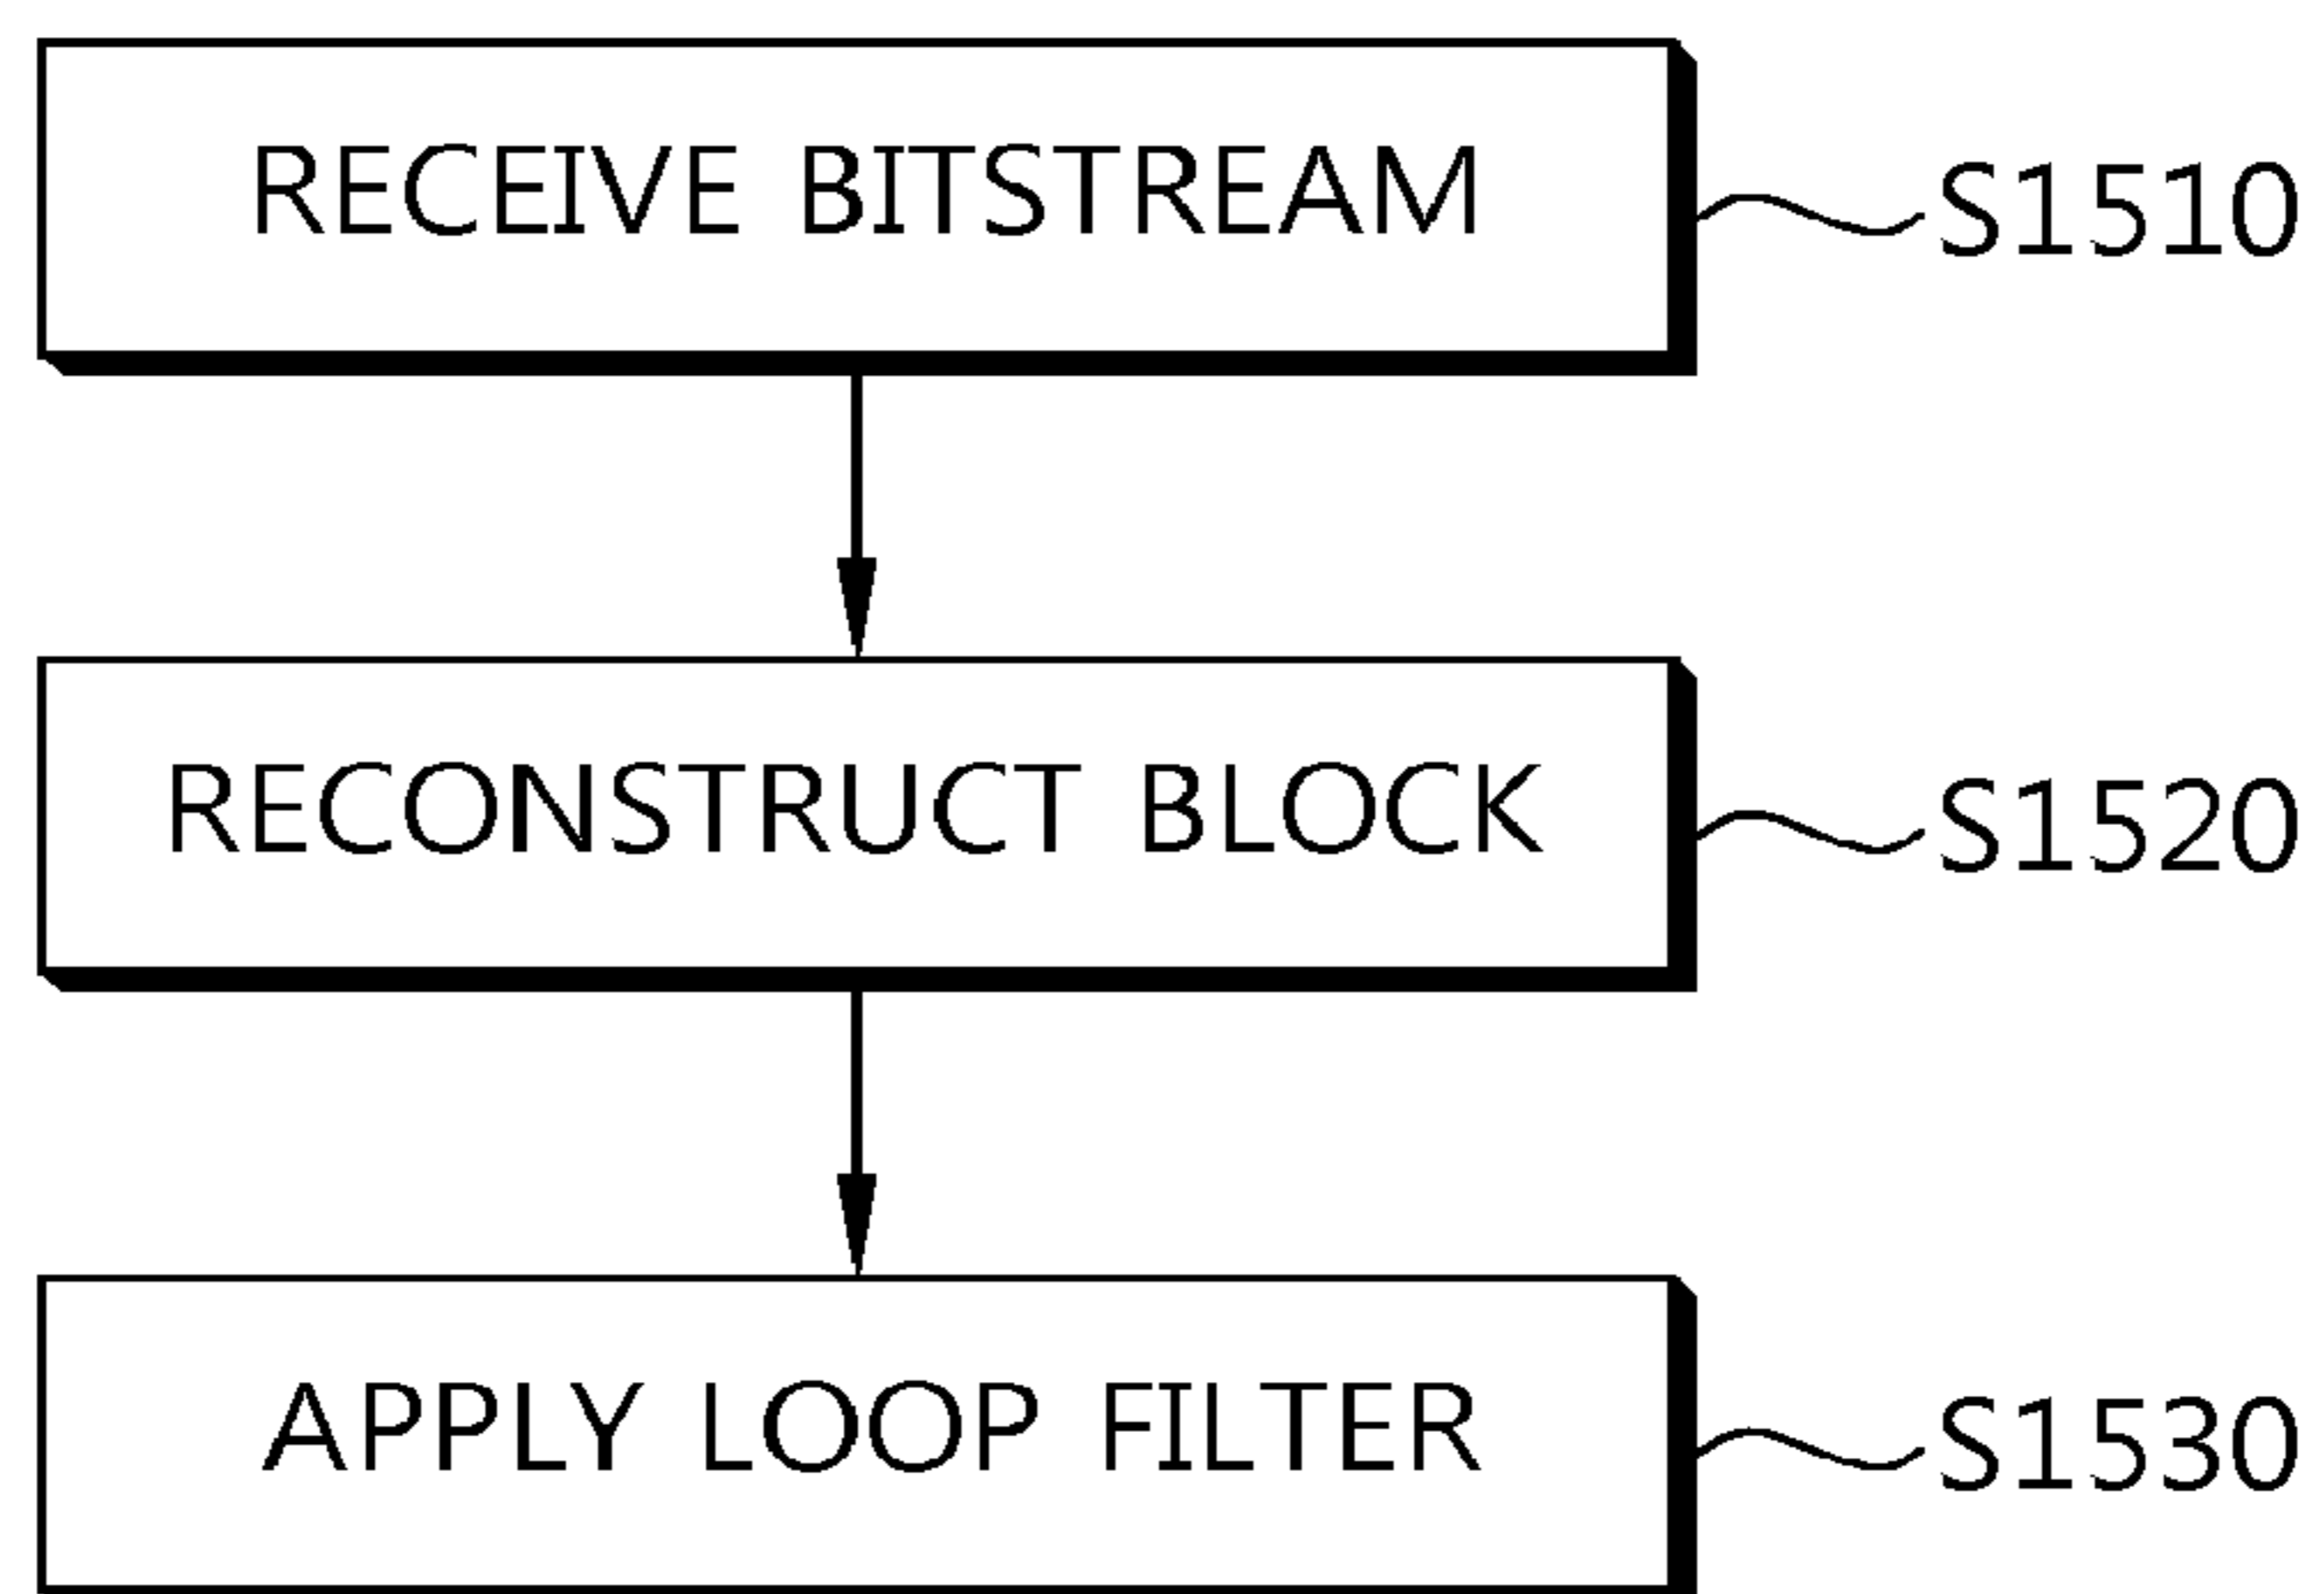 RECEIVE BITSTREAM
S1510
RECONSTRUCT BLOCK
S1520
APPLY LOOP FILTER
S1530